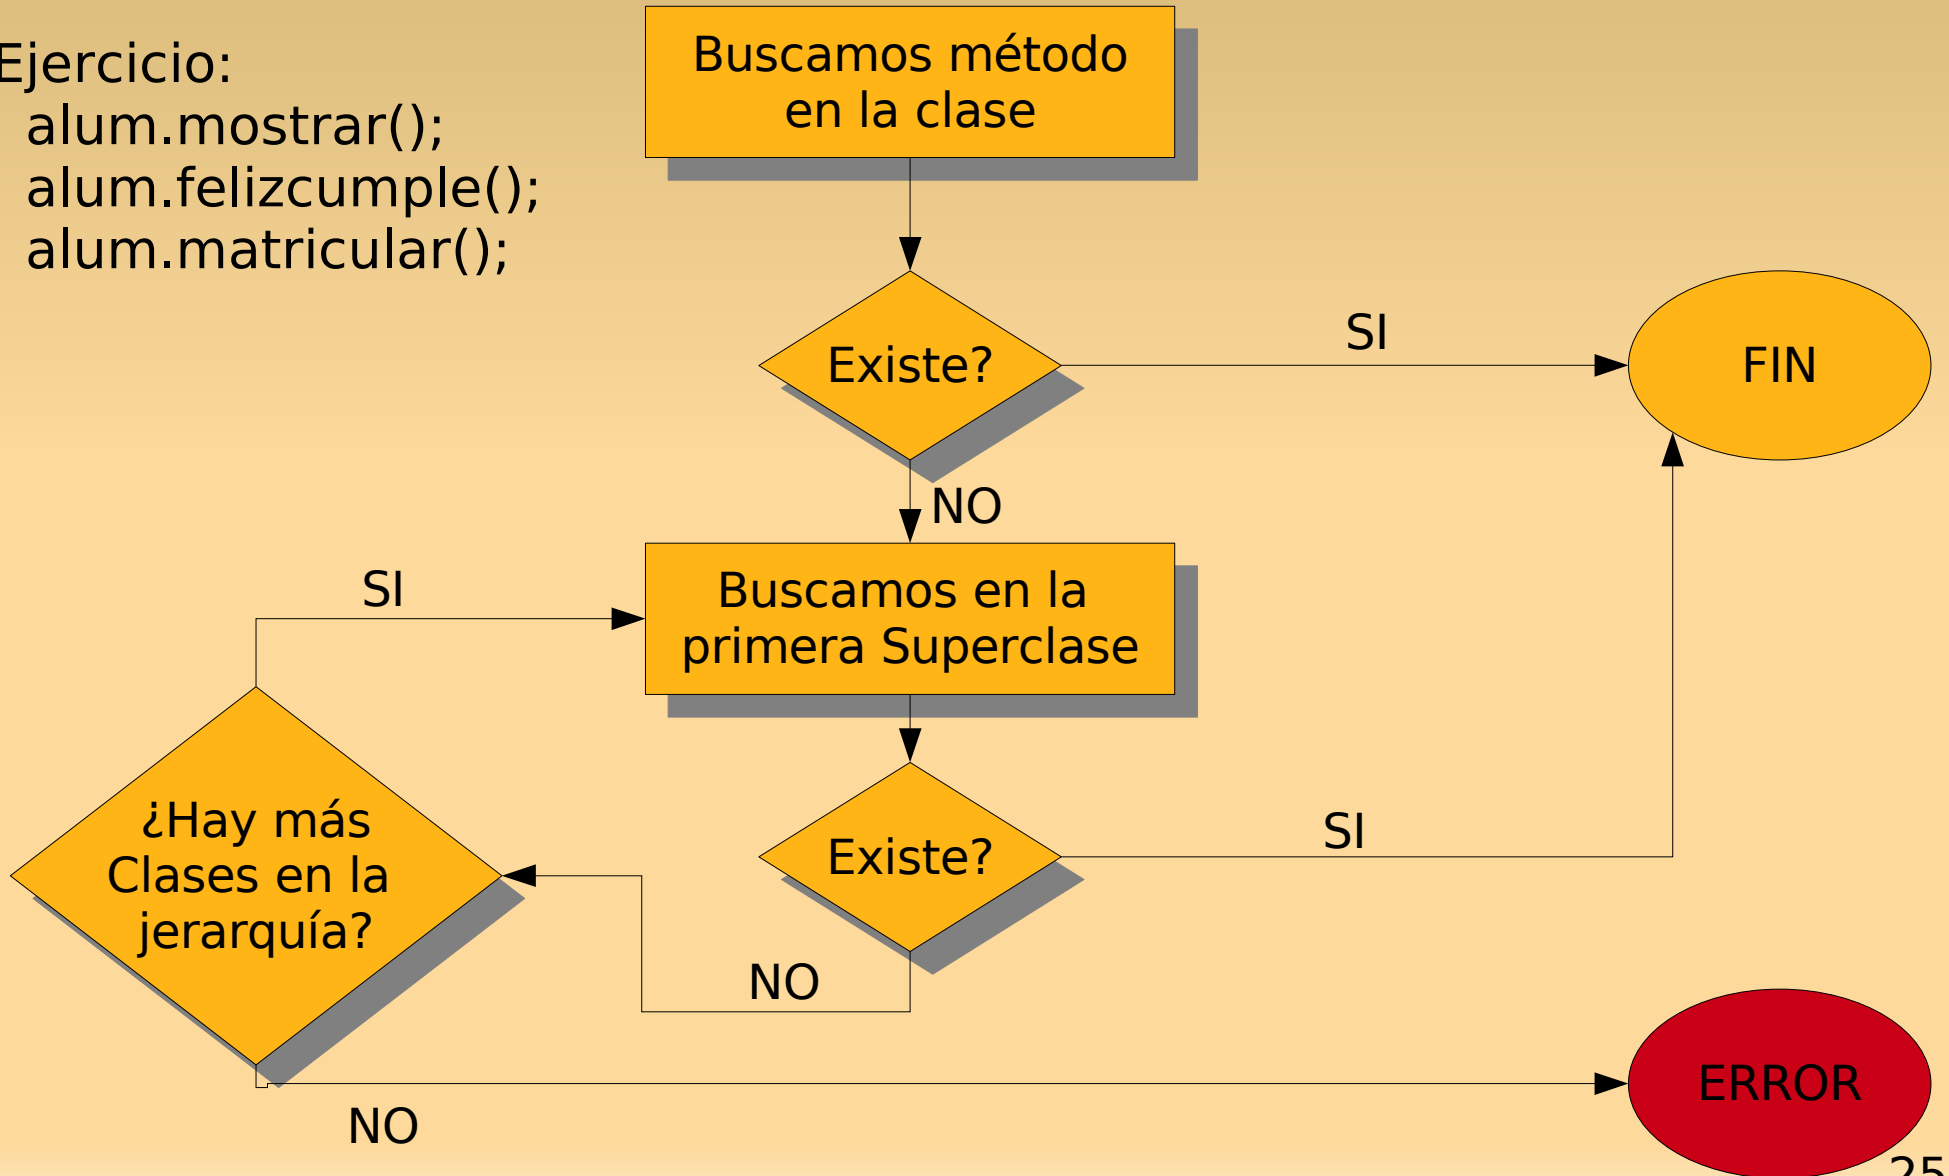 Ejercicio:
alum.mostrar();
alum.felizcumple();
alum.matricular();
Buscamos método
en la clase
Existe?
SI
FIN
NO
Buscamos en la
primera Superclase
SI
¿Hay más
Clases en la
jerarquía?
Existe?
SI
NO
NO
ERROR
25